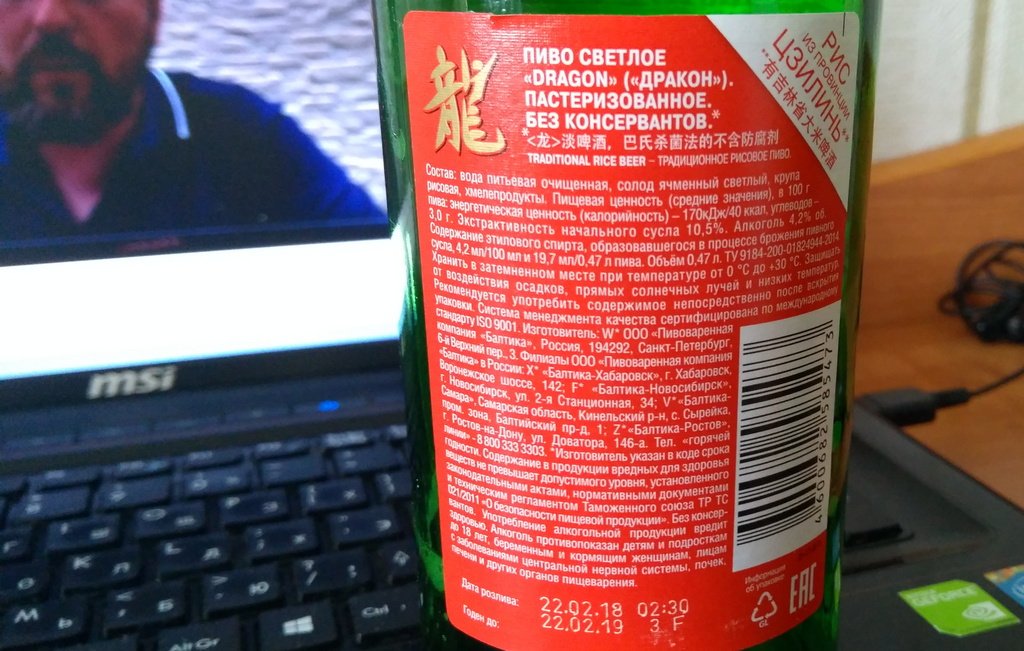 龍
ПИВО СВЕТЛОЕ
«DRAGON» («ДРАКОН»).
ПАСТЕРИЗОВАННОЕ.
БЕЗ КОНСЕРВАНТОВ.*
*<龙>淡啤酒, 巴氏杀菌法的不含防腐剂
TRADITIONAL RICE BEER – ТРАДИЦИОННОЕ РИСОВОЕ ПИВО.
РИС
ИЗ ПРОВИНЦИИ
ЦЗИЛИНЬ**
**有吉林省大米啤酒
Состав: вода питьевая очищенная, солод ячменный светлый, крупа
рисовая, хмелепродукты. Пищевая ценность (средние значения), в 100 г
пива: энергетическая ценность (калорийность) – 170кДж/40 ккал, углеводов –
3,0 г. Экстрактивность начального сусла 10,5%. Алкоголь 4,2% об.
Содержание этилового спирта, образовавшегося в процессе брожения пивного
сусла, 4,2 мл/100 мл и 19,7 мл/0,47 л пива. Объём 0,47 л. ТУ 9184-200-01824944-2014.
Хранить в затемненном месте при температуре от 0 °С до +30 °С. Защищать
от воздействия осадков, прямых солнечных лучей и низких температур.
Рекомендуется употребить содержимое непосредственно после вскрытия
упаковки. Система менеджмента качества сертифицирована по международному
стандарту ISO 9001. Изготовитель: W* ООО «Пивоваренная
компания «Балтика», Россия, 194292, Санкт-Петербург,
6-й Верхний пер., 3. Филиалы ООО «Пивоваренная компания
«Балтика» в России: X* «Балтика-Хабаровск», г. Хабаровск,
Воронежское шоссе, 142; F* «Балтика-Новосибирск»,
г. Новосибирск, ул. 2-я Станционная, 34; V*«Балтика-
Самара», Самарская область, Кинельский р-н, с. Сырейка,
пром. зона, Балтийский пр-д, 1; Z*«Балтика-Ростов»,
г. Ростов-на-Дону, ул. Доватора, 146-а. Тел. «горячей
линии» - 8 800 333 3303. *Изготовитель указан в коде срока
годности. Содержание в продукции вредных для здоровья
веществ не превышает допустимого уровня, установленного
законодательными актами, нормативными документами
и техническим регламентом Таможенного союза ТР ТС
021/2011 «О безопасности пищевой продукции». Без консер-
вантов. Употребление алкогольной продукции вредит
здоровью. Алкоголь противопоказан детям и подросткам
до 18 лет, беременным и кормящим женщинам, лицам
с заболеваниями центральной нервной системы, почек,
печени и других органов пищеварения.
4 600682 585473
Дата розлива: 22.02.18 02:30
Годен до: 22.02.19 3 F
Информация
об упаковке
GL
EAC
msi
GEFORCE
Alt Gr
Ctrl